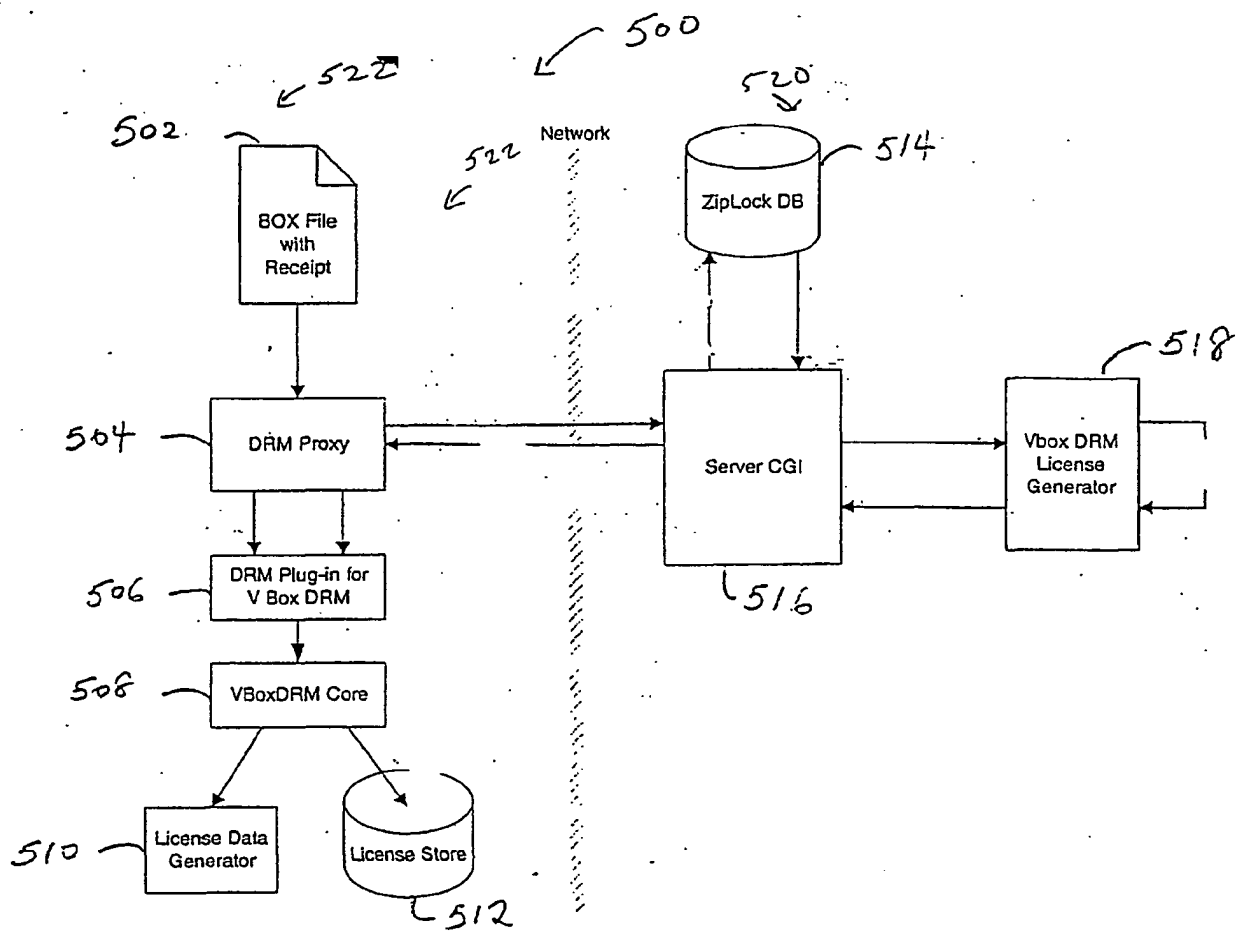 500
522
520
502
Network
522
514
BOX File
with
Receipt
ZipLock DB
518
504
DRM Proxy
Server CGI
Vbox DRM
License
Generator
506
DRM Plug-in for
V Box DRM
516
508
VBoxDRM Core
510
License Data
Generator
License Store
512